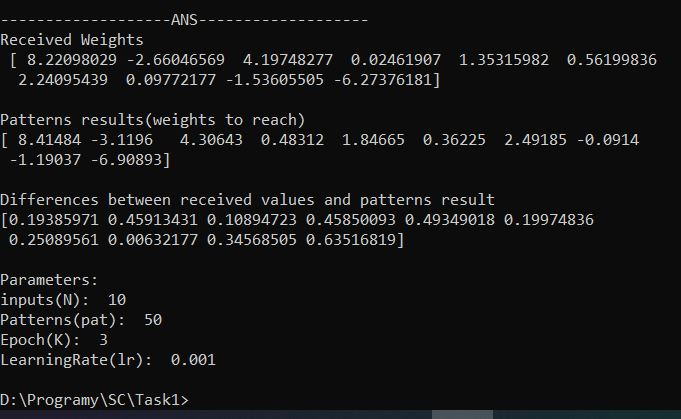 -------------------ANS-------------------
Received Weights
[ 8.22098029 -2.66046569 4.19748277 0.02461907 1.35315982 0.56199836
2.24095439 0.09772177 -1.53605505 -6.27376181]
Patterns results(weights to reach)
[ 8.41484 -3.1196 4.30643 0.48312 1.84665 0.36225 2.49185 -0.0914
-1.19037 -6.90893]
Differences between received values and patterns result
[0.19385971 0.45913431 0.10894723 0.45850093 0.49349018 0.19974836
0.25089561 0.00632177 0.34568505 0.63516819]
Parameters:
inputs(N): 10
Patterns(pat): 50
Epoch(K): 3
LearningRate(lr): 0.001
D:\Programy\SC\Task1>